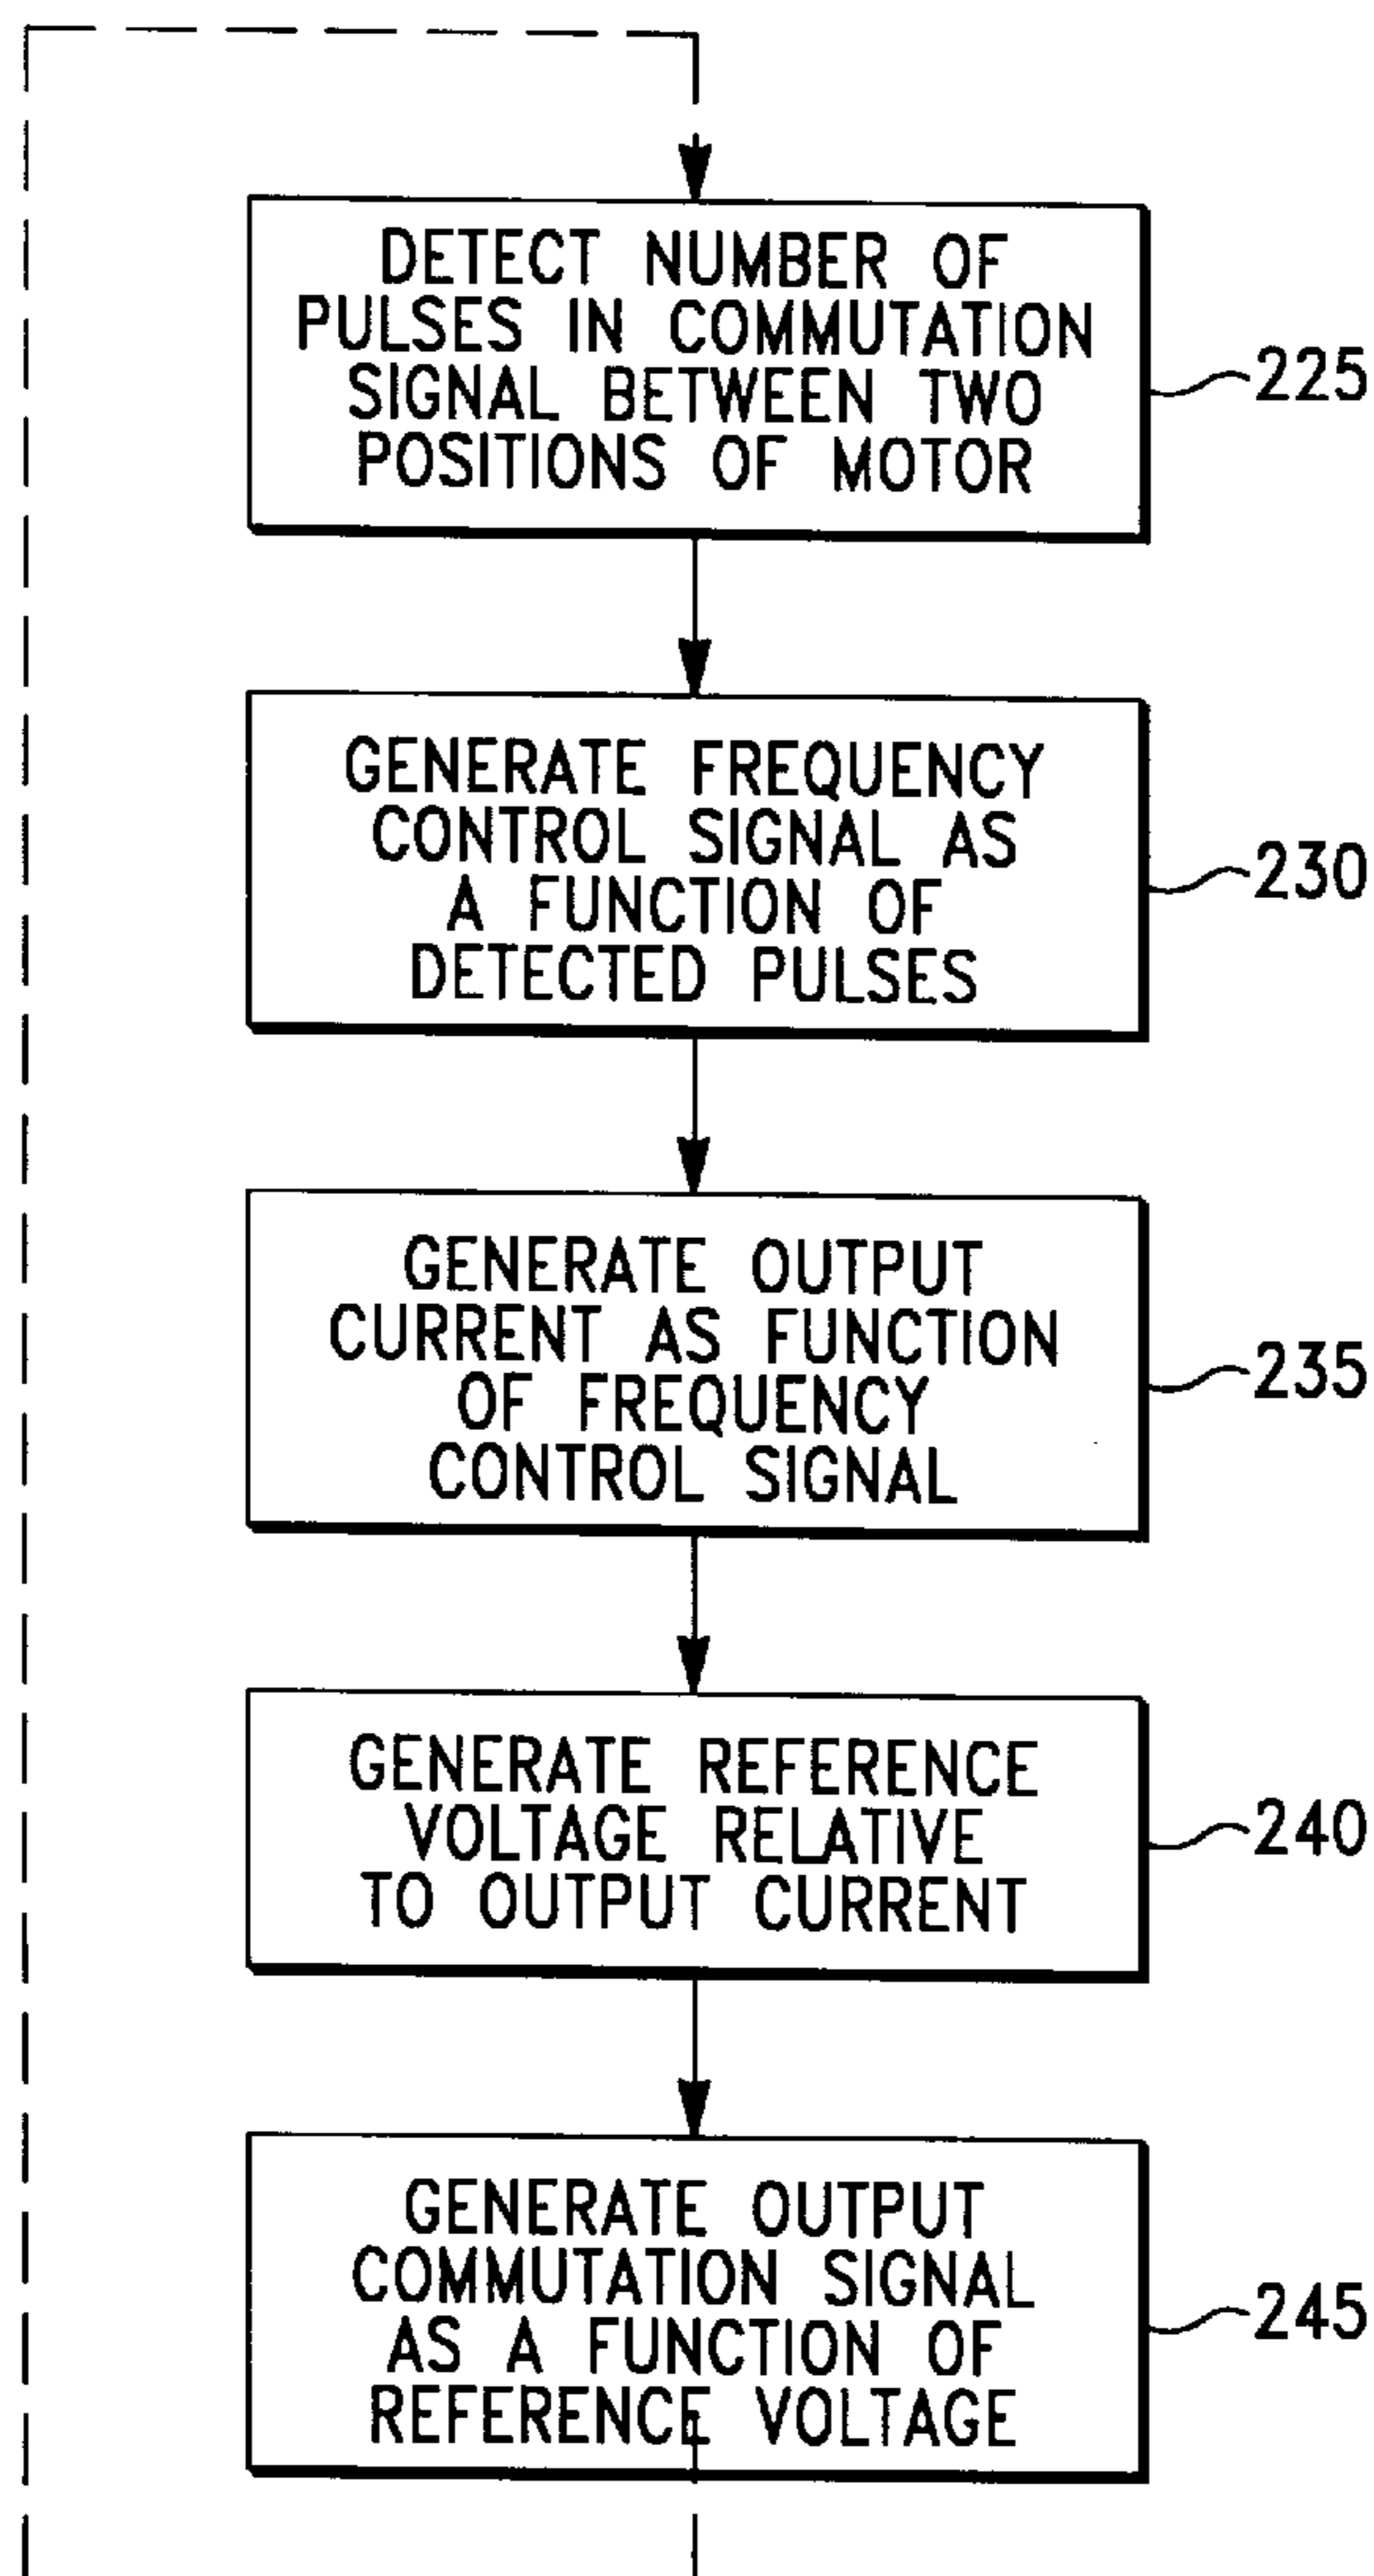 DETECT NUMBER OF
PULSES IN COMMUTATION
SIGNAL BETWEEN TWO
POSITIONS OF MOTOR
225
GENERATE FREQUENCY
CONTROL SIGNAL AS
A FUNCTION OF
DETECTED PULSES
230
GENERATE OUTPUT
CURRENT AS FUNCTION
OF FREQUENCY
CONTROL SIGNAL
235
GENERATE REFERENCE
VOLTAGE RELATIVE
TO OUTPUT CURRENT
240
GENERATE OUTPUT
COMMUTATION SIGNAL
AS A FUNCTION OF
REFERENCE VOLTAGE
245